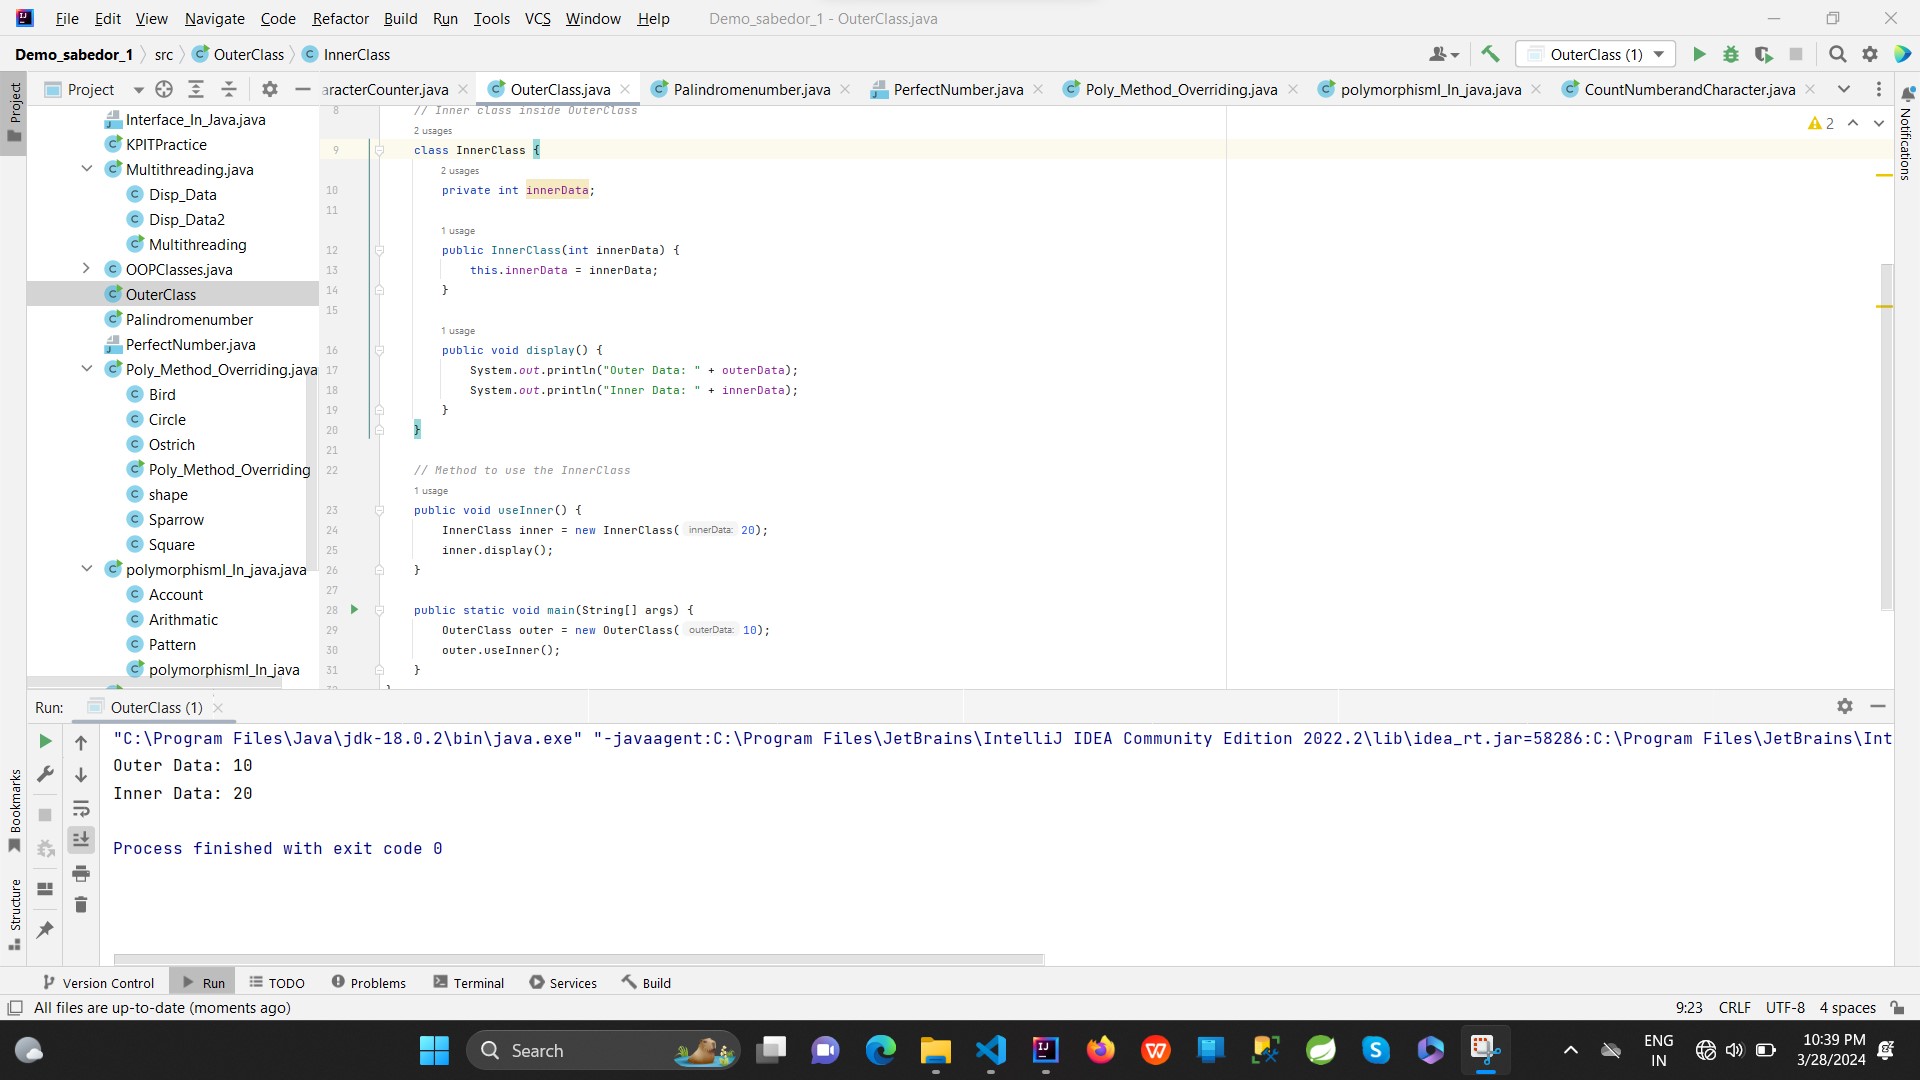 File Edit View Navigate Code Refactor Build Run Tools VCS Window Help Demo_sabedor_1 - OuterClass.java
Demo_sabedor_1 src OuterClass InnerClass OuterClass (1)
Project aracterCounter.java OuterClass.java Palindromenumber.java PerfectNumber.java Poly_Method_Overriding.java polymorphismI_In_java.java CountNumberandCharacter.java
Project
Notifications
Interface_In_Java.java
KPITPractice
Multithreading.java
Disp_Data
Disp_Data2
Multithreading
OOPClasses.java
OuterClass
Palindromenumber
PerfectNumber.java
Poly_Method_Overriding.java
Bird
Circle
Ostrich
Poly_Method_Overriding
shape
Sparrow
Square
polymorphismI_In_java.java
Account
Arithmatic
Pattern
polymorphismI_In_java
2
8 // Inner class inside OuterClass
2 usages
9 class InnerClass {
2 usages
10 private int innerData;
11
1 usage
12 public InnerClass(int innerData) {
13 this.innerData = innerData;
14 }
15
1 usage
16 public void display() {
17 System.out.println("Outer Data: " + outerData);
18 System.out.println("Inner Data: " + innerData);
19 }
20 }
21
22 // Method to use the InnerClass
1 usage
23 public void useInner() {
24 InnerClass inner = new InnerClass( innerData: 20);
25 inner.display();
26 }
27
28 public static void main(String[] args) {
29 OuterClass outer = new OuterClass( outerData: 10);
30 outer.useInner();
31 }
Run: OuterClass (1)
"C:\Program Files\Java\jdk-18.0.2\bin\java.exe" "-javaagent:C:\Program Files\JetBrains\IntelliJ IDEA Community Edition 2022.2\lib\idea_rt.jar=58286:C:\Program Files\JetBrains\Int
Outer Data: 10
Inner Data: 20
Process finished with exit code 0
Bookmarks
Structure
Version Control Run TODO Problems Terminal Services Build
All files are up-to-date (moments ago) 9:23 CRLF UTF-8 4 spaces
Search ENG IN 10:39 PM 3/28/2024